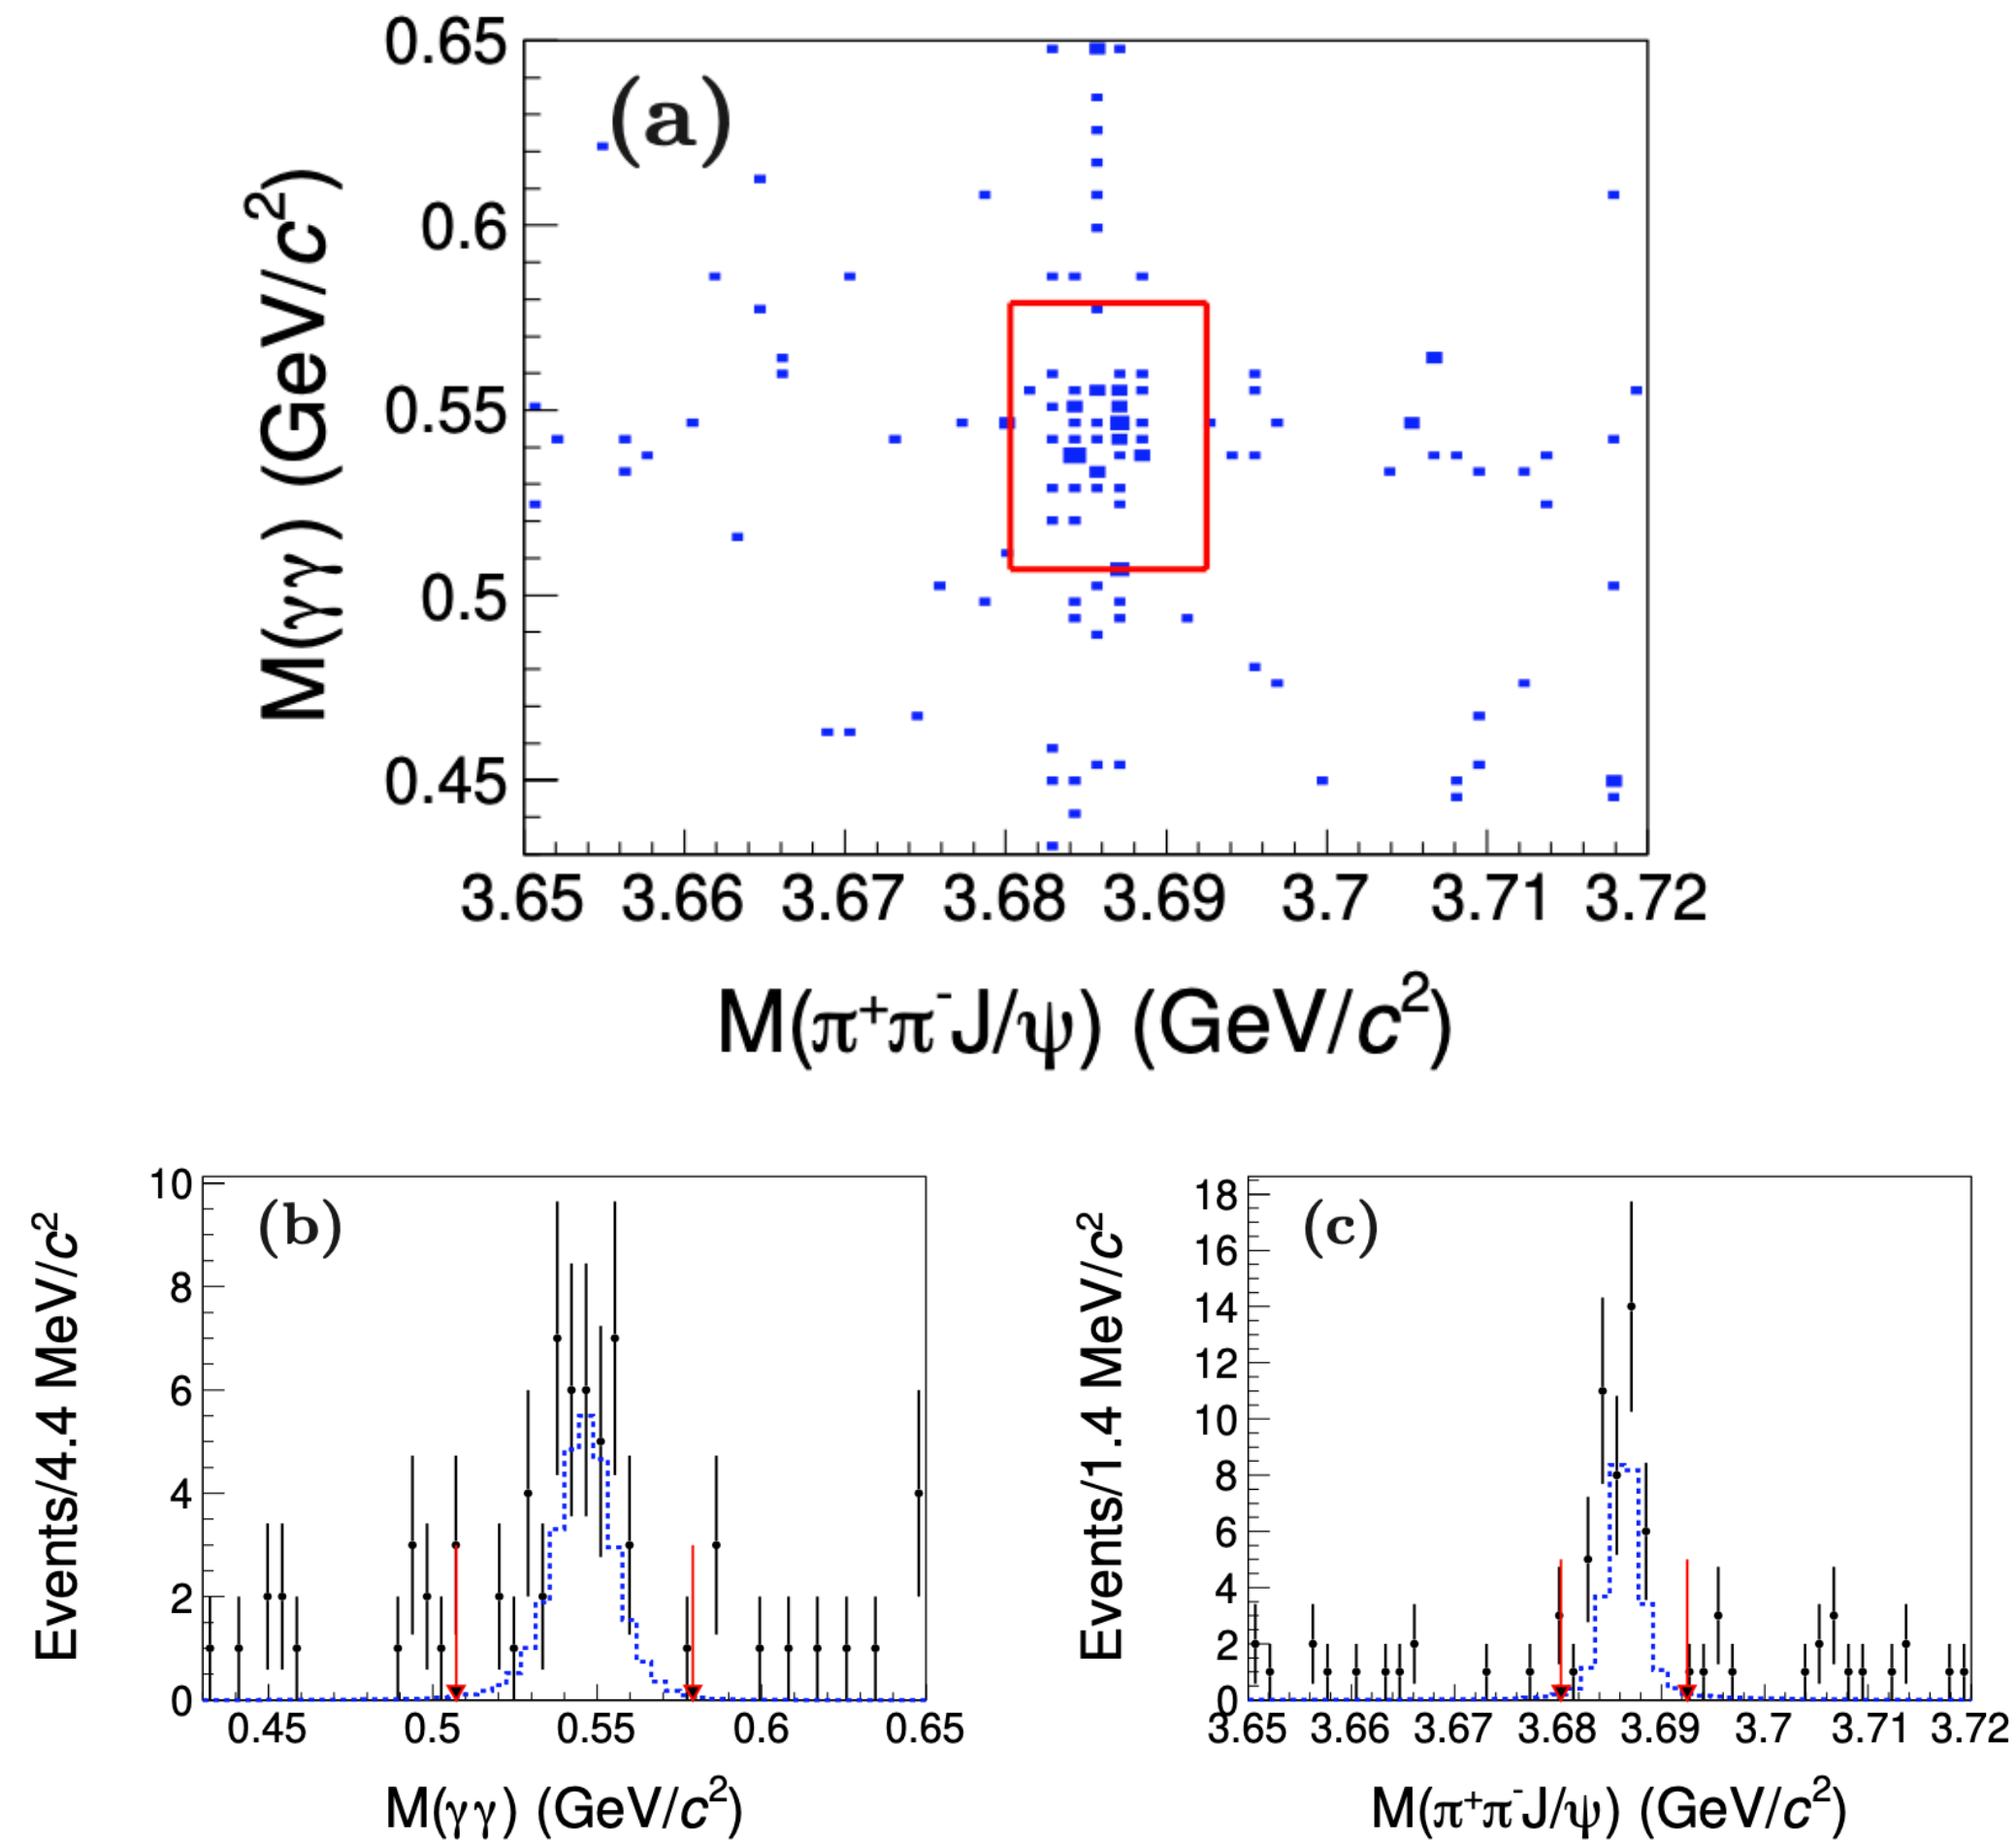 (a)
M(γγ) (GeV/c²)
0.65
0.6
0.55
0.5
0.45
3.65 3.66 3.67 3.68 3.69 3.7 3.71 3.72
M(π⁺π⁻J/ψ) (GeV/c²)
(b)
Events/4.4 MeV/c²
10
8
6
4
2
0
0.45 0.5 0.55 0.6 0.65
M(γγ) (GeV/c²)
(c)
Events/1.4 MeV/c²
18
16
14
12
10
8
6
4
2
0
3.65 3.66 3.67 3.68 3.69 3.7 3.71 3.72
M(π⁺π⁻J/ψ) (GeV/c²)